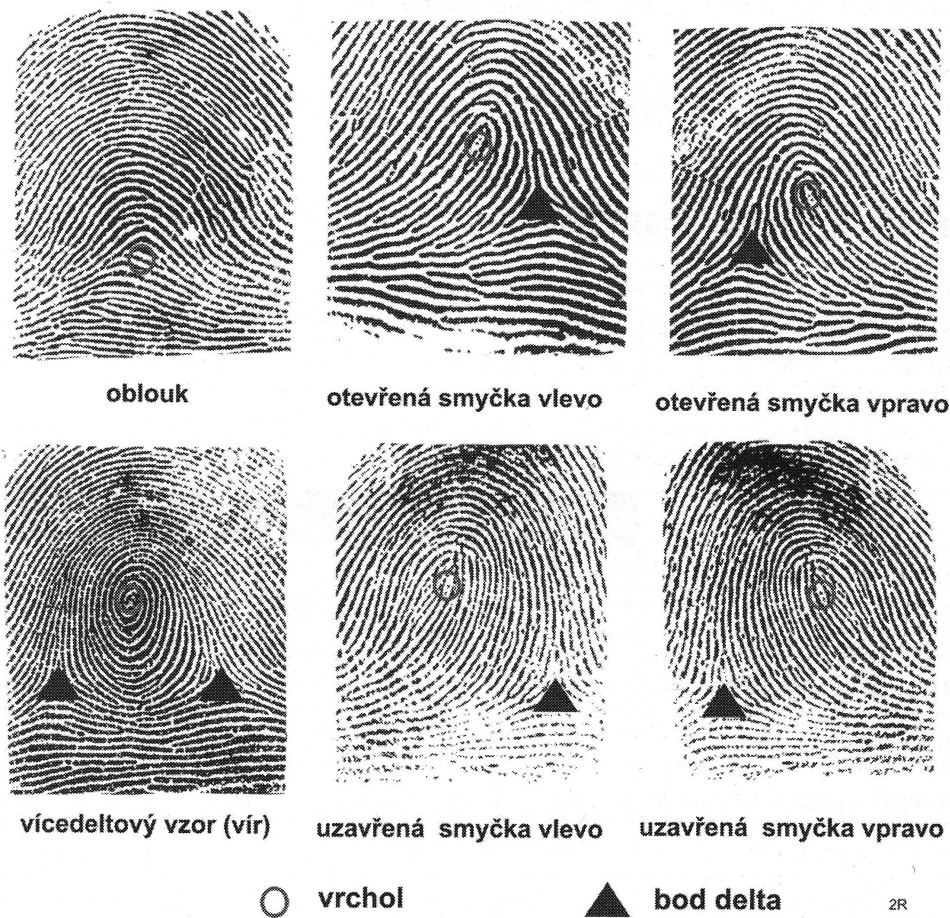 oblouk
otevřená smyčka vlevo
otevřená smyčka vpravo
vícedeltový vzor (vír)
uzavřená smyčka vlevo
uzavřená smyčka vpravo
vrchol
bod delta
2R